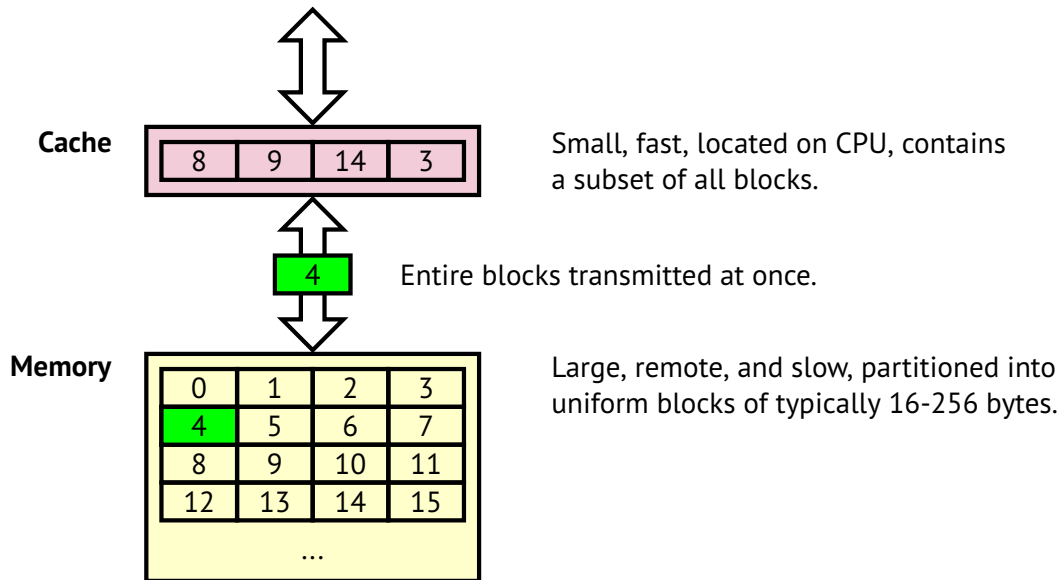 Cache
8 9 14 3
Small, fast, located on CPU, contains
a subset of all blocks.
4
Entire blocks transmitted at once.
Memory
0 1 2 3
4 5 6 7
8 9 10 11
12 13 14 15
...
Large, remote, and slow, partitioned into
uniform blocks of typically 16-256 bytes.